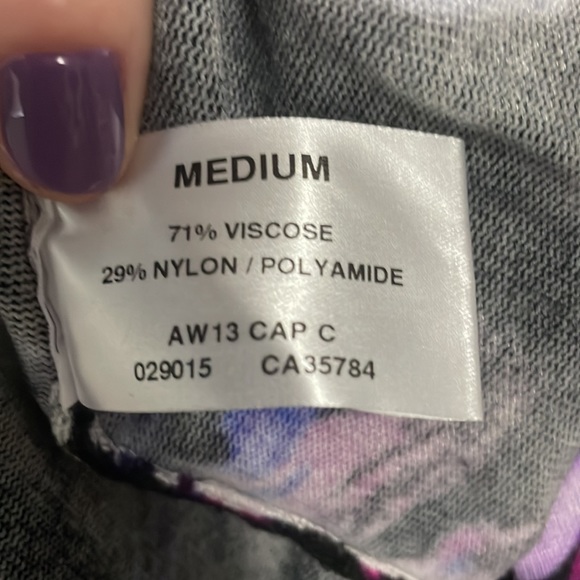 MEDIUM
71% VISCOSE
29% NYLON / POLYAMIDE
AW13 CAP C
029015 CA35784